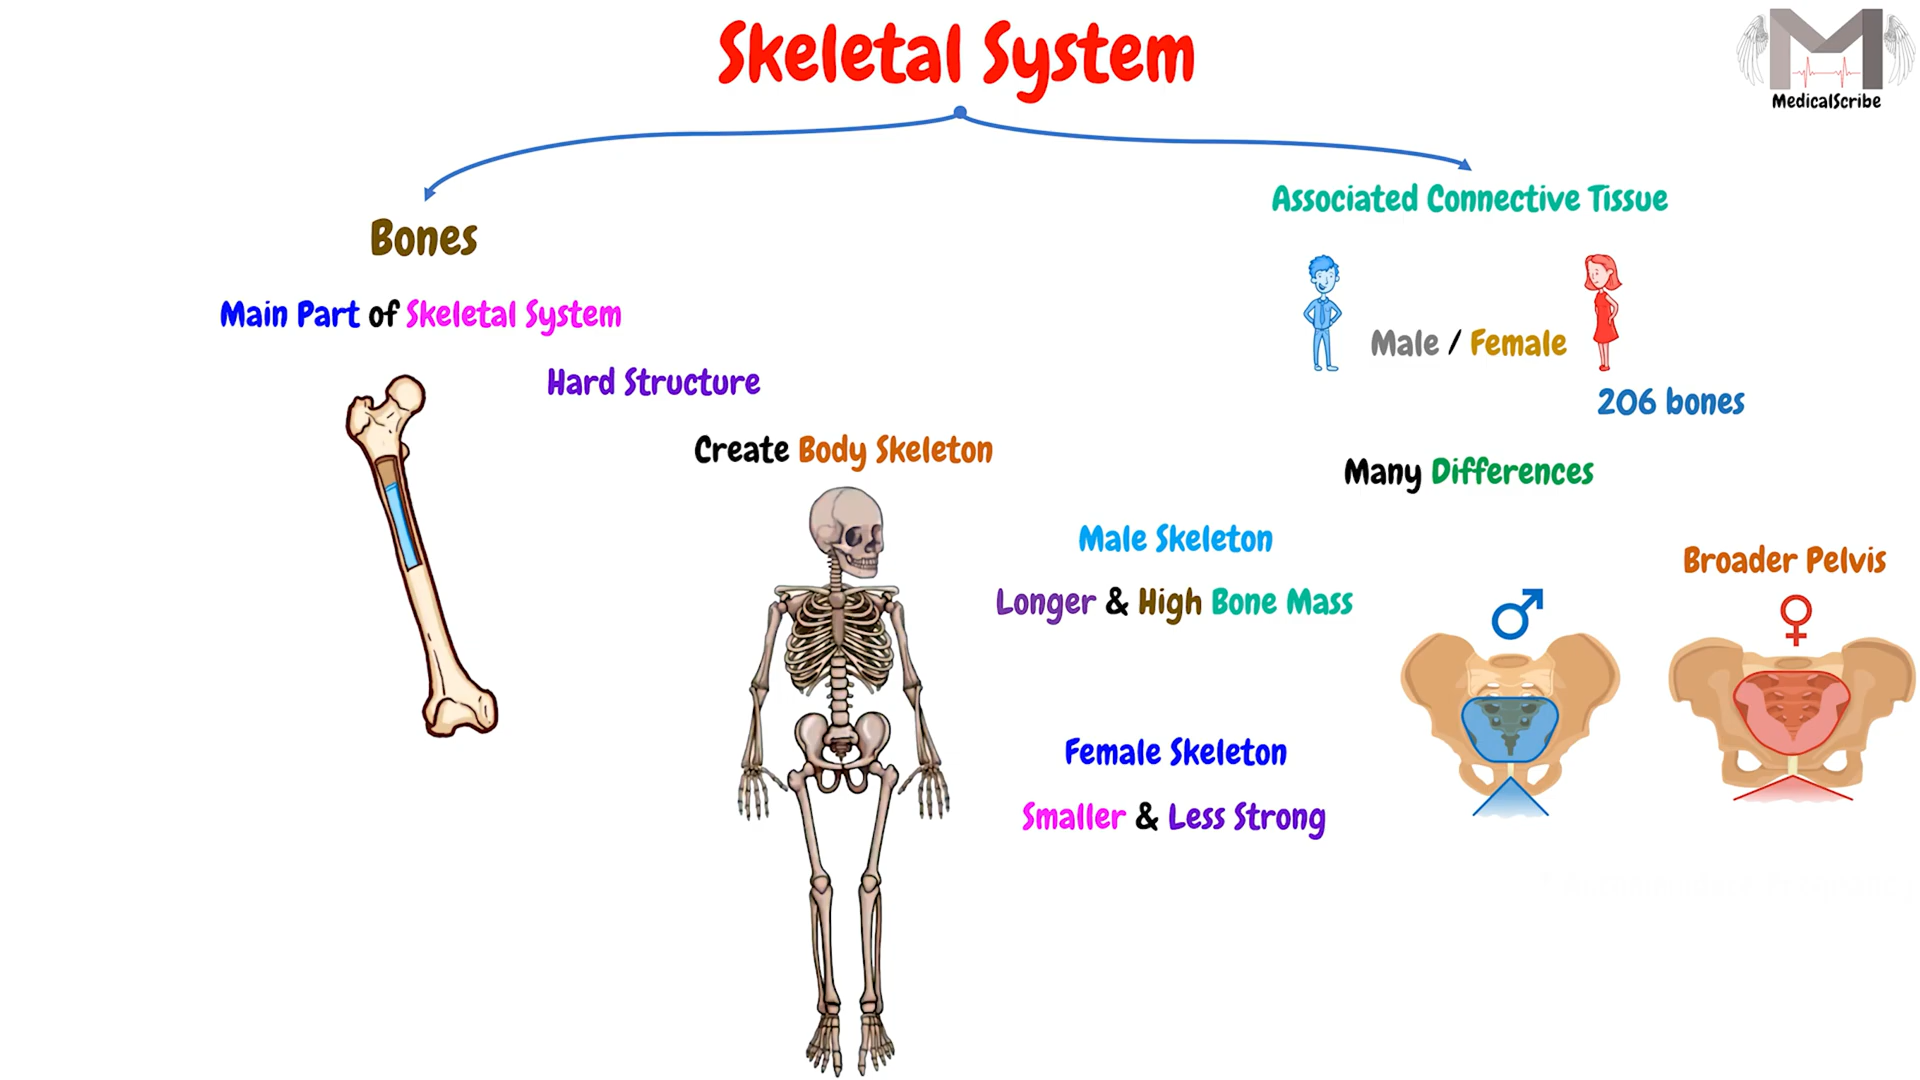 Skeletal System
MedicalScribe
Bones
Associated Connective Tissue
Main Part of Skeletal System
Male / Female
Hard Structure
206 bones
Create Body Skeleton
Many Differences
Male Skeleton
Longer & High Bone Mass
Broader Pelvis
Female Skeleton
Smaller & Less Strong